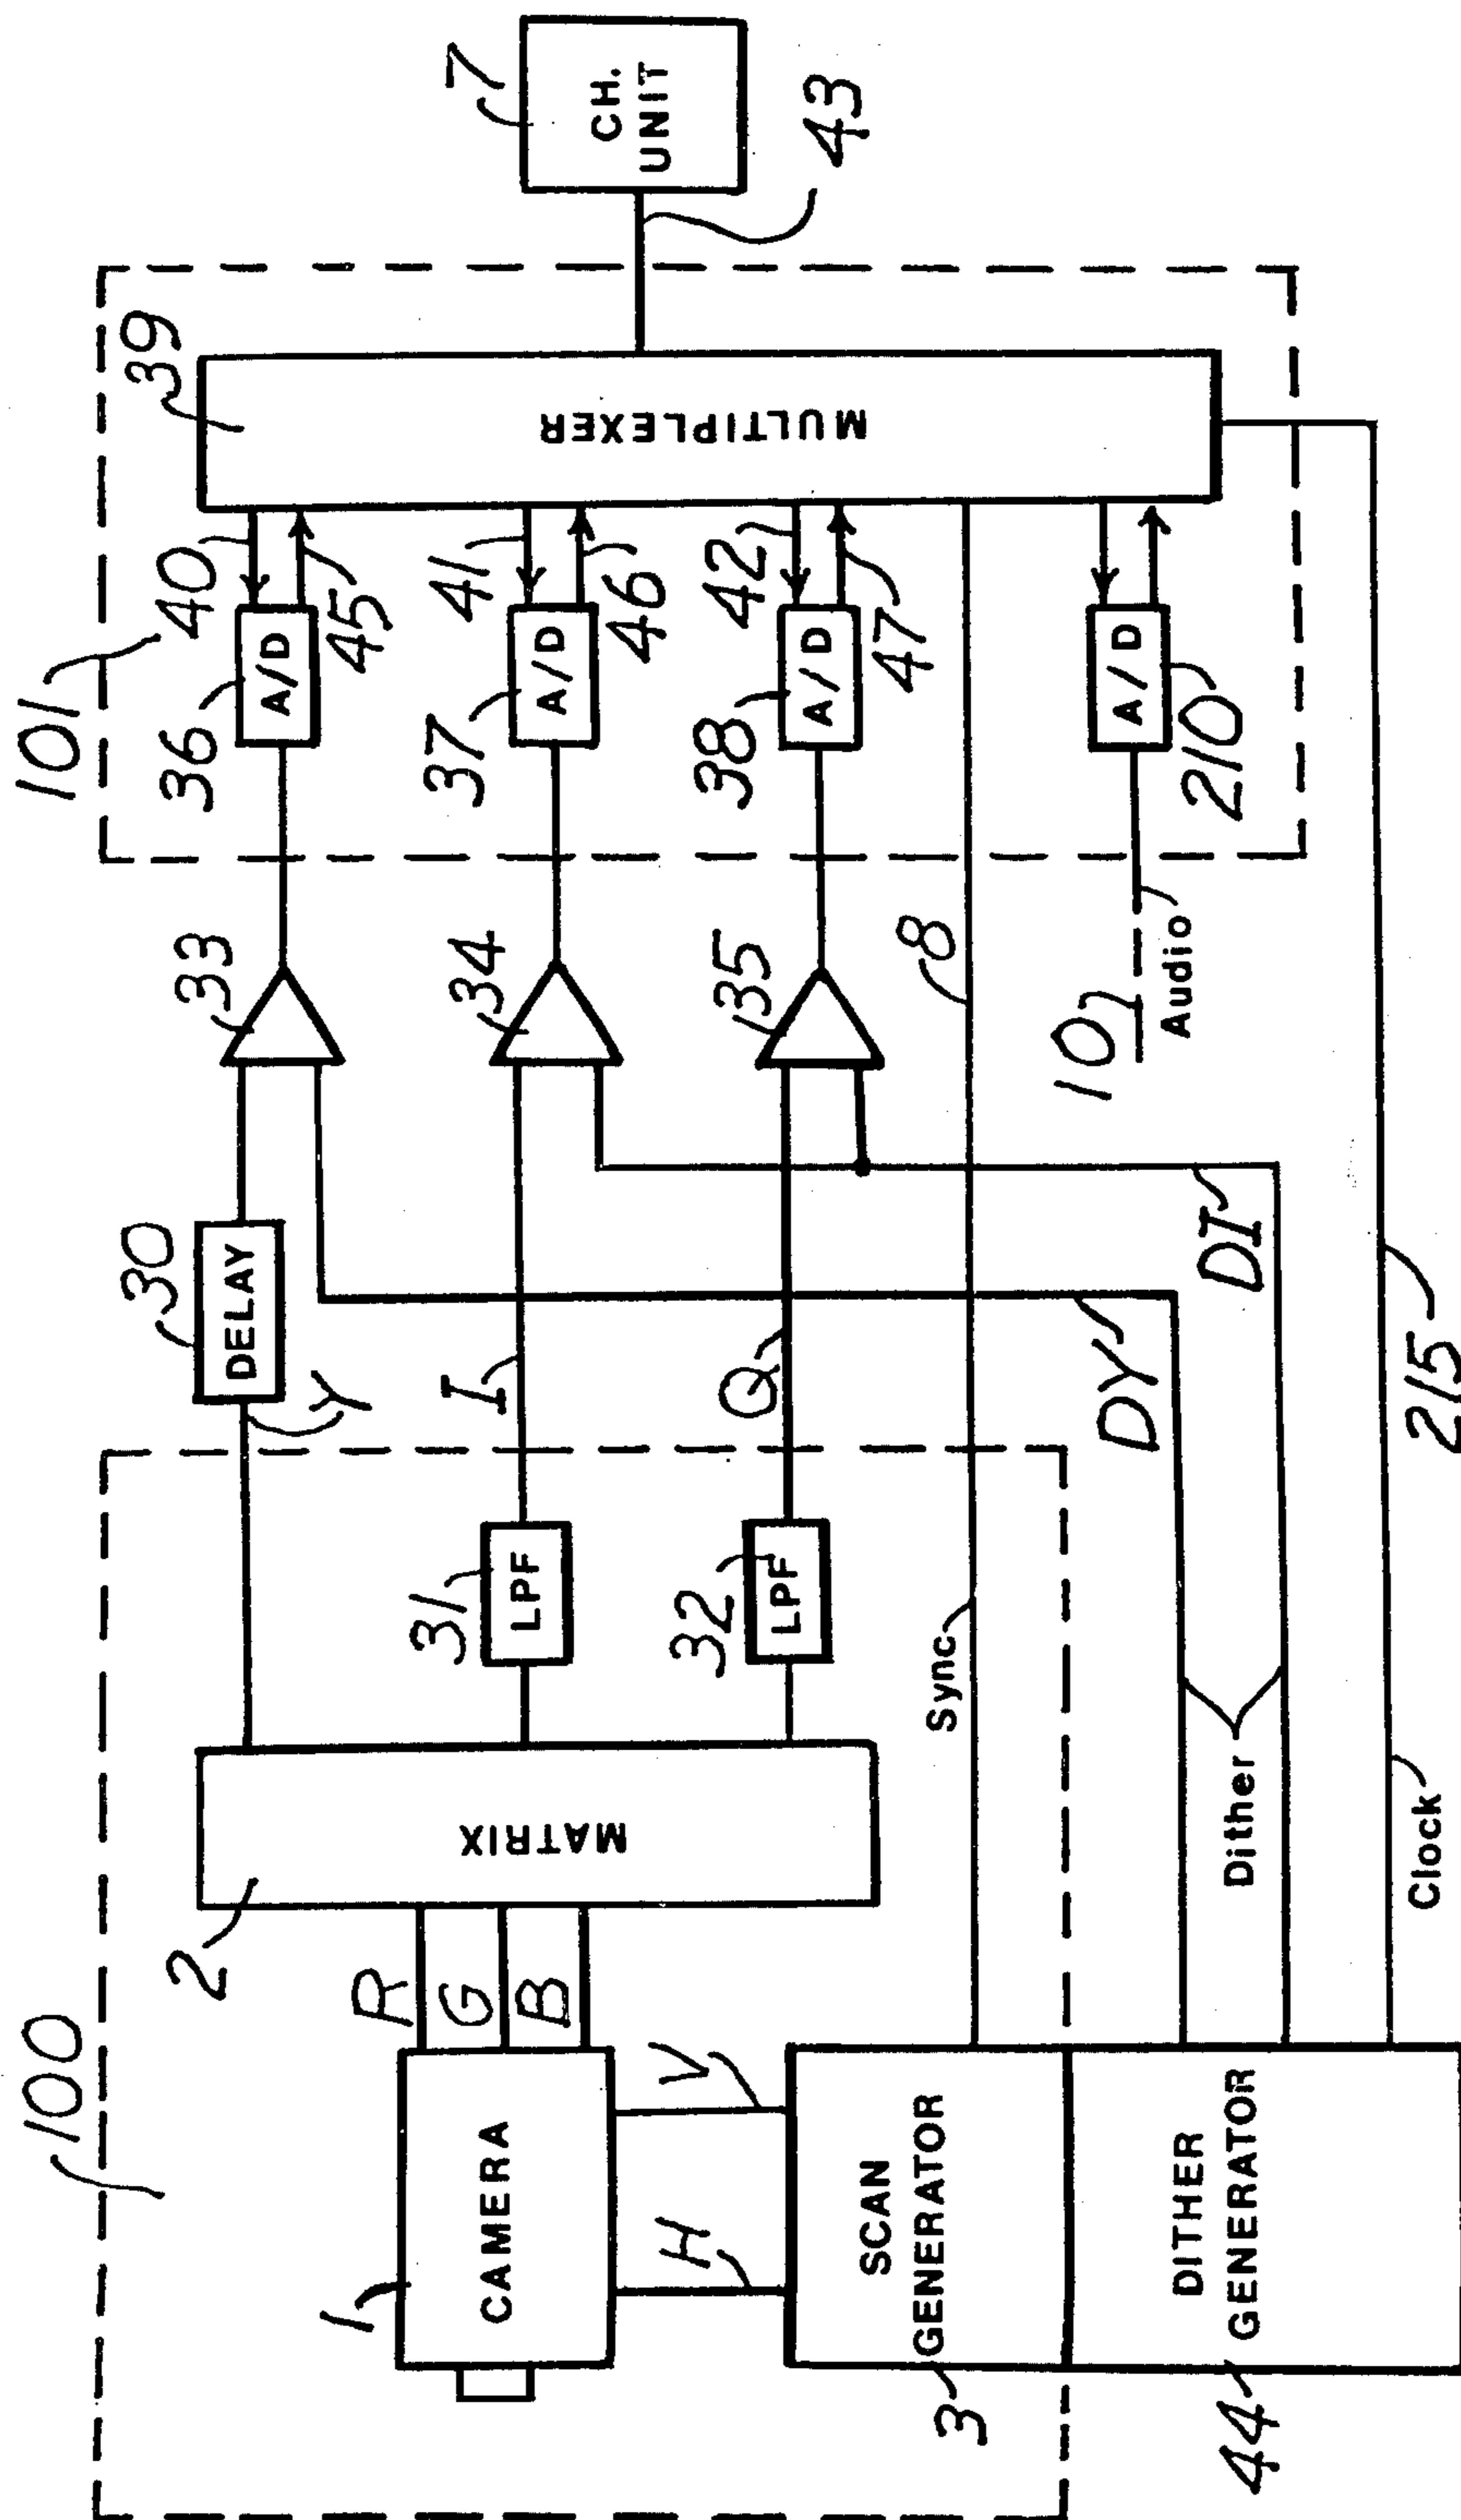 100
101
2
39
30
33
36
40
45
7
CH.
UNIT
43
Y
DELAY
A/D
R
G
B
MATRIX
31
LPF
I
34
37
A/D
41
46
MULTIPLEXER
1
CAMERA
32
LPF
Q
35
38
A/D
42
47
H
V
Sync
8
3
SCAN
GENERATOR
10
Audio
A/D
210
44
DITHER
GENERATOR
Dither
DY
DI
Clock
215